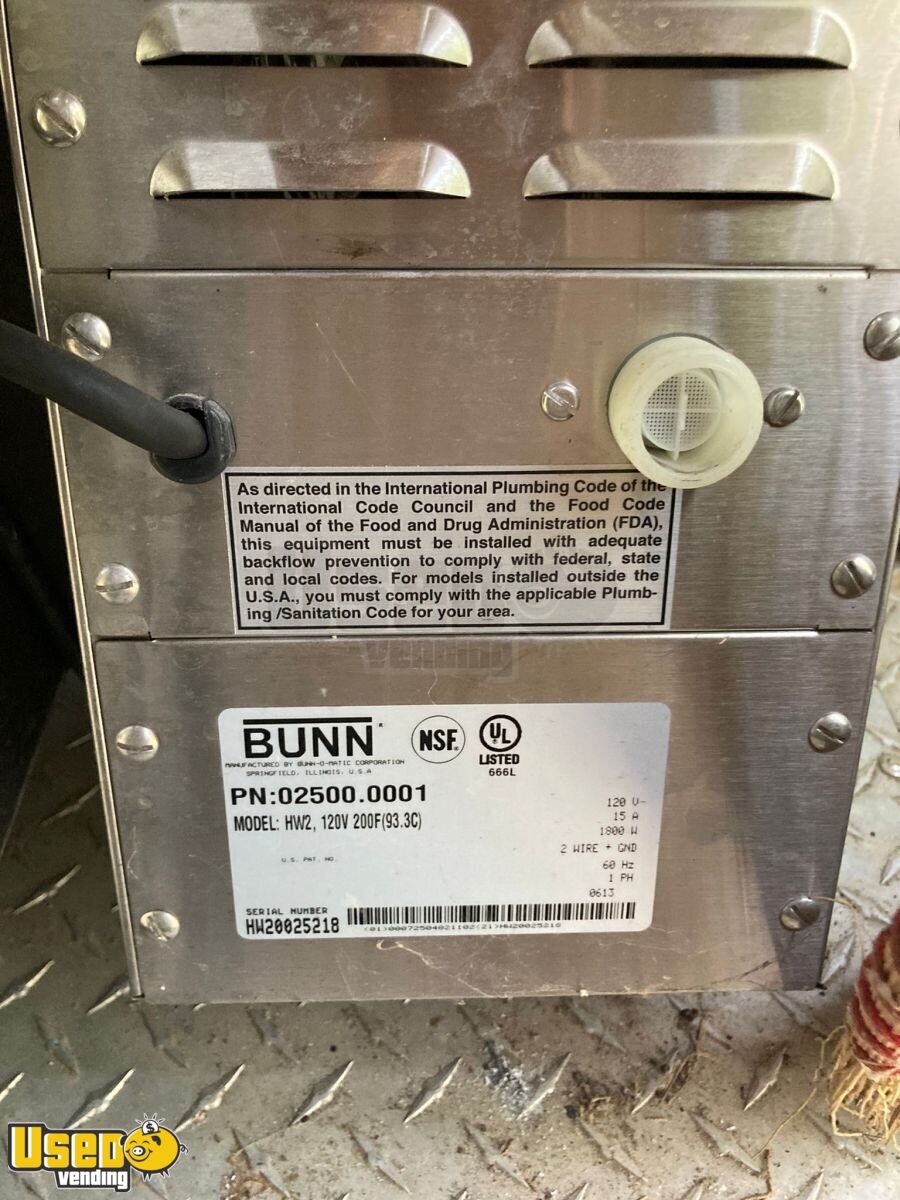 As directed in the International Plumbing Code of the
International Code Council and the Food Code
Manual of the Food and Drug Administration (FDA),
this equipment must be installed with adequate
backflow prevention to comply with federal, state
and local codes. For models installed outside the
U.S.A., you must comply with the applicable Plumb-
ing /Sanitation Code for your area.
vending
BUNN
NSF
UL
LISTED
666L
MANUFACTURED BY BUNN-O-MATIC CORPORATION
SPRINGFIELD, ILLINOIS, U.S.A
PN:02500.0001
MODEL: HW2, 120V 200F(93.3C)
120 V~
15 A
1800 W
2 WIRE + GND
60 Hz
1 PH
0613
U.S. PAT. NO.
SERIAL NUMBER
HW20025218
(01)00072504021102(21)HW20025218
Used
vending